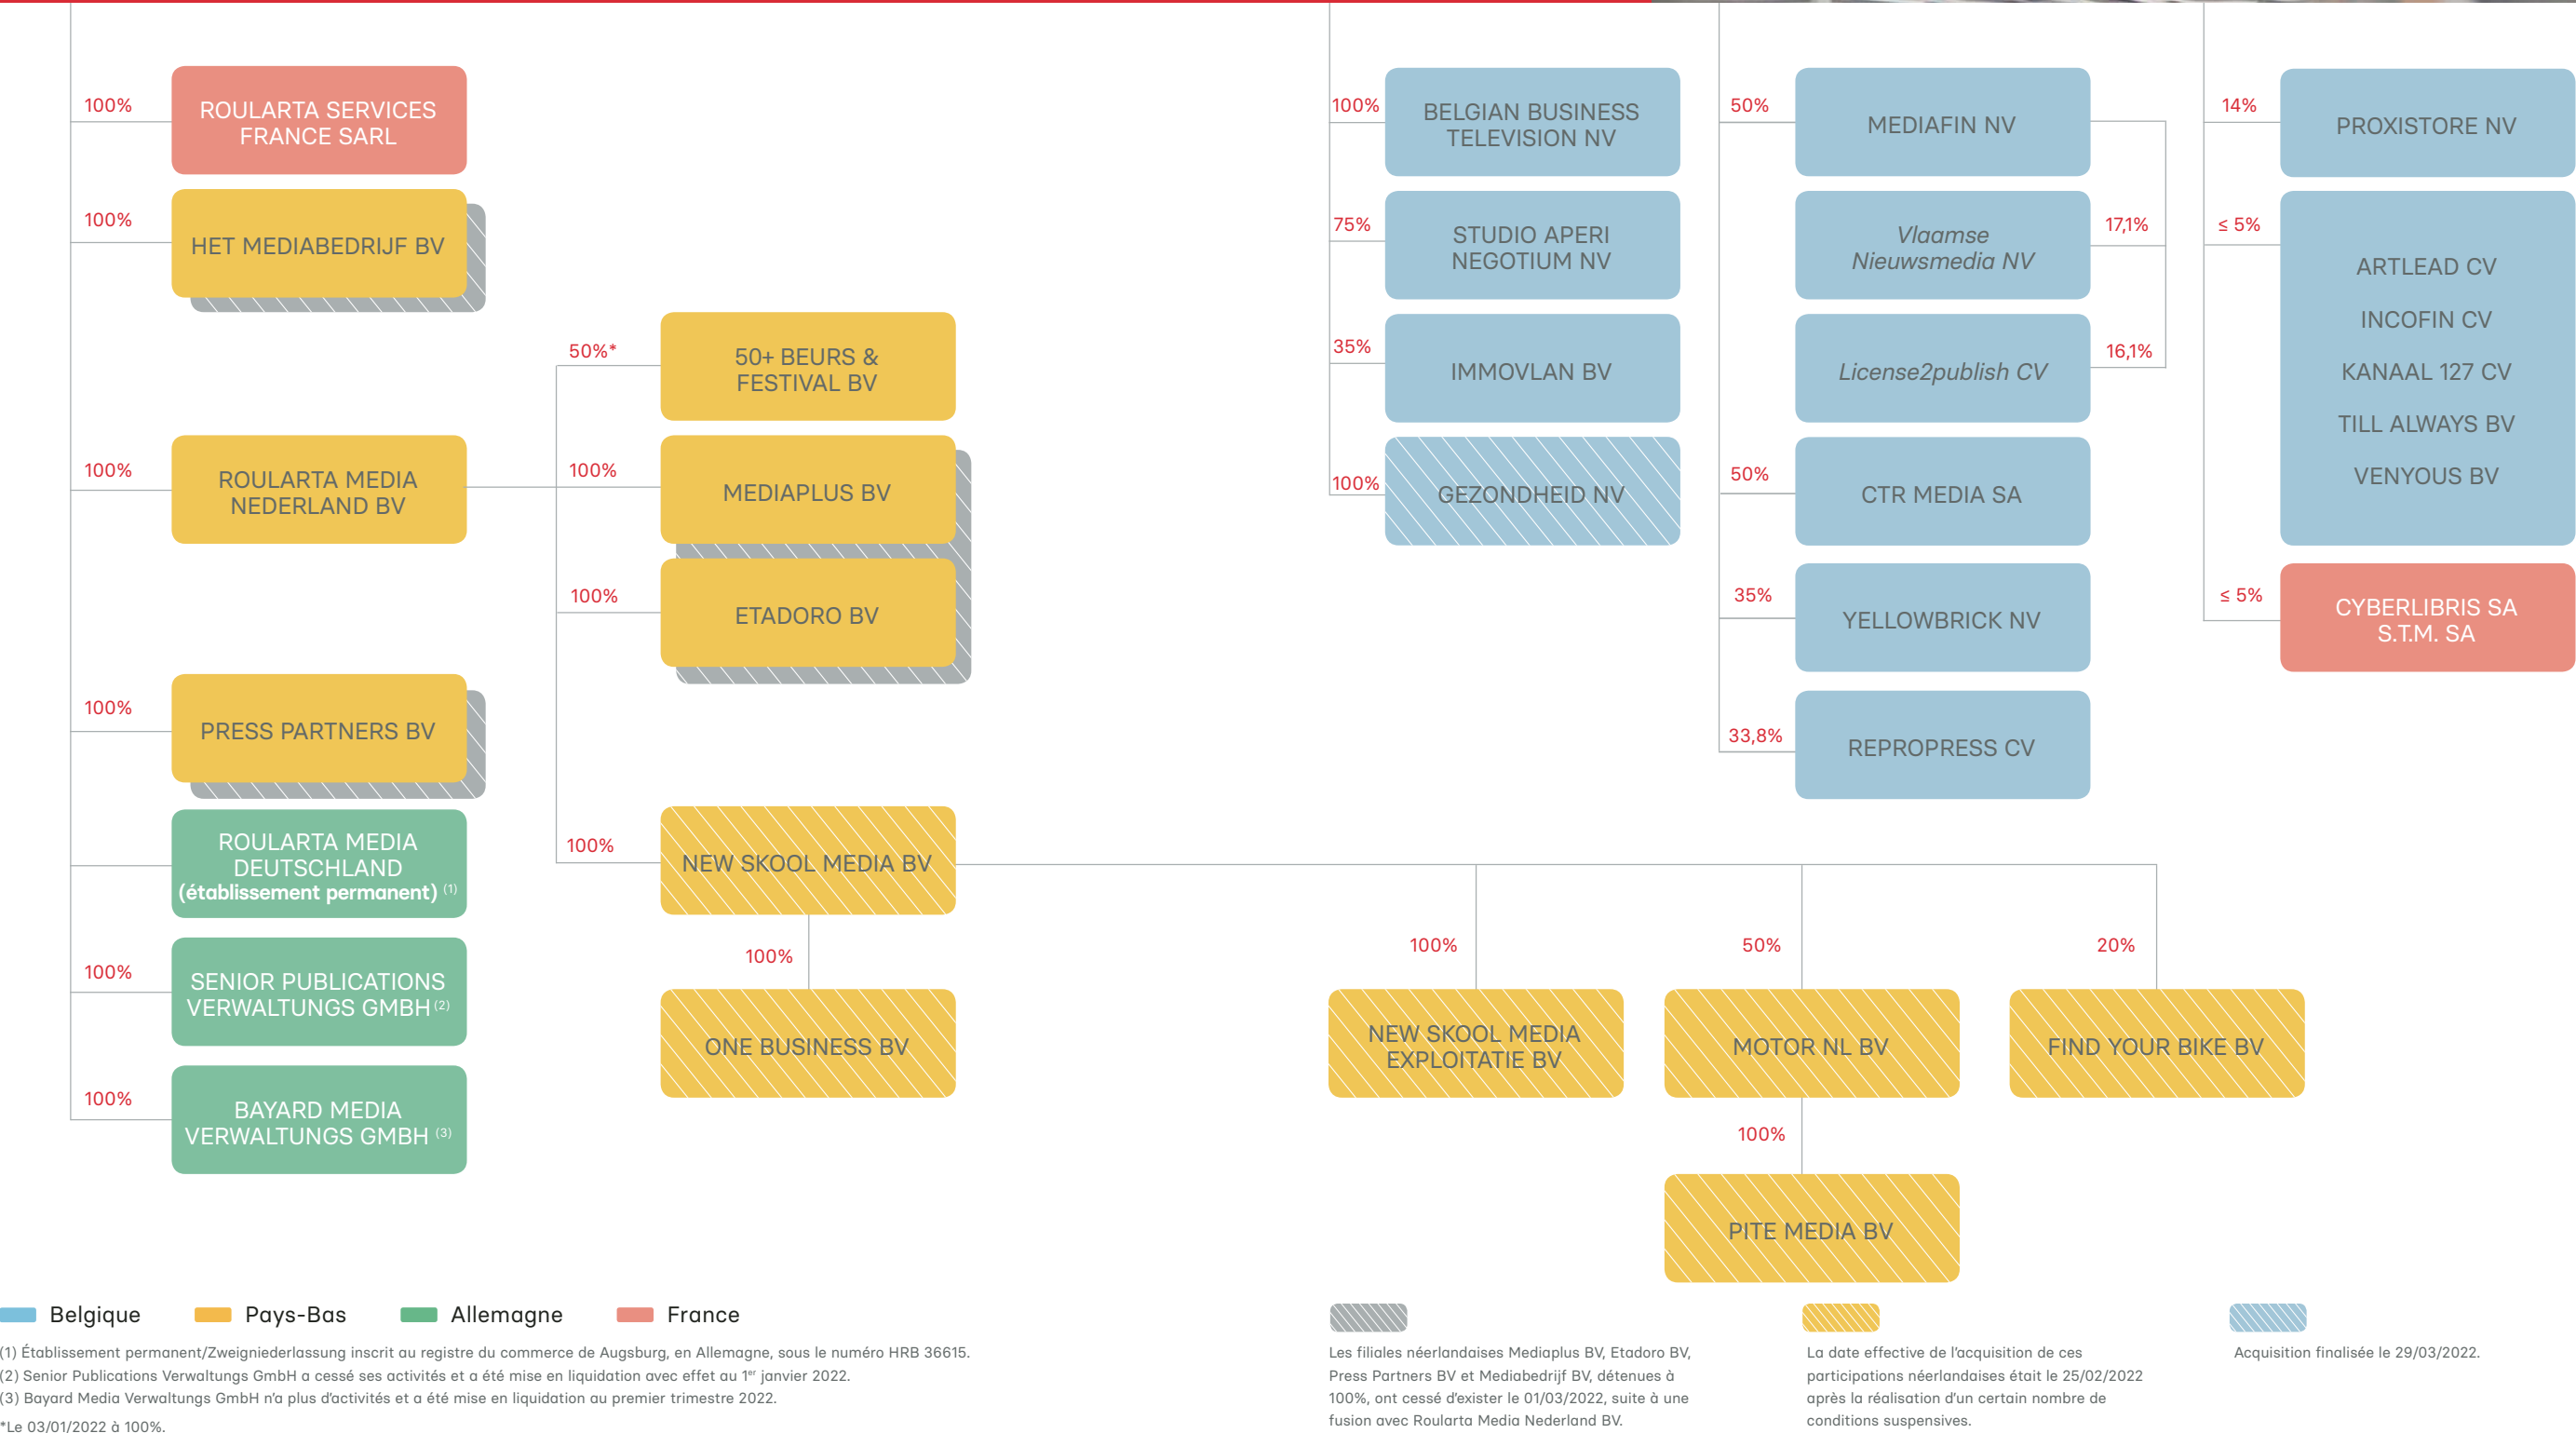 100%
ROULARTA SERVICES
FRANCE SARL
100%
HET MEDIABEDRIJF BV
100%
ROULARTA MEDIA
NEDERLAND BV
100%
PRESS PARTNERS BV
ROULARTA MEDIA
DEUTSCHLAND
(établissement permanent) (1)
100%
SENIOR PUBLICATIONS
VERWALTUNGS GMBH (2)
100%
BAYARD MEDIA
VERWALTUNGS GMBH (3)
50%*
50+ BEURS &
FESTIVAL BV
100%
MEDIAPLUS BV
100%
ETADORO BV
100%
NEW SKOOL MEDIA BV
100%
ONE BUSINESS BV
100%
BELGIAN BUSINESS
TELEVISION NV
75%
STUDIO APERI
NEGOTIUM NV
35%
IMMOVLAN BV
100%
GEZONDHEID NV
50%
MEDIAFIN NV
Vlaamse
Nieuwsmedia NV
17,1%
License2publish CV
16,1%
50%
CTR MEDIA SA
35%
YELLOWBRICK NV
33,8%
REPROPRESS CV
14%
PROXISTORE NV
≤ 5%
ARTLEAD CV
INCOFIN CV
KANAAL 127 CV
TILL ALWAYS BV
VENYOUS BV
≤ 5%
CYBERLIBRIS SA
S.T.M. SA
100%
NEW SKOOL MEDIA
EXPLOITATIE BV
50%
MOTOR NL BV
20%
FIND YOUR BIKE BV
100%
PITE MEDIA BV
Belgique
Pays-Bas
Allemagne
France
(1) Établissement permanent/Zweigniederlassung inscrit au registre du commerce de Augsburg, en Allemagne, sous le numéro HRB 36615.
(2) Senior Publications Verwaltungs GmbH a cessé ses activités et a été mise en liquidation avec effet au 1er janvier 2022.
(3) Bayard Media Verwaltungs GmbH n'a plus d'activités et a été mise en liquidation au premier trimestre 2022.
*Le 03/01/2022 à 100%.
Les filiales néerlandaises Mediaplus BV, Etadoro BV,
Press Partners BV et Mediabedrijf BV, détenues à
100%, ont cessé d'exister le 01/03/2022, suite à une
fusion avec Roularta Media Nederland BV.
La date effective de l'acquisition de ces
participations néerlandaises était le 25/02/2022
après la réalisation d'un certain nombre de
conditions suspensives.
Acquisition finalisée le 29/03/2022.